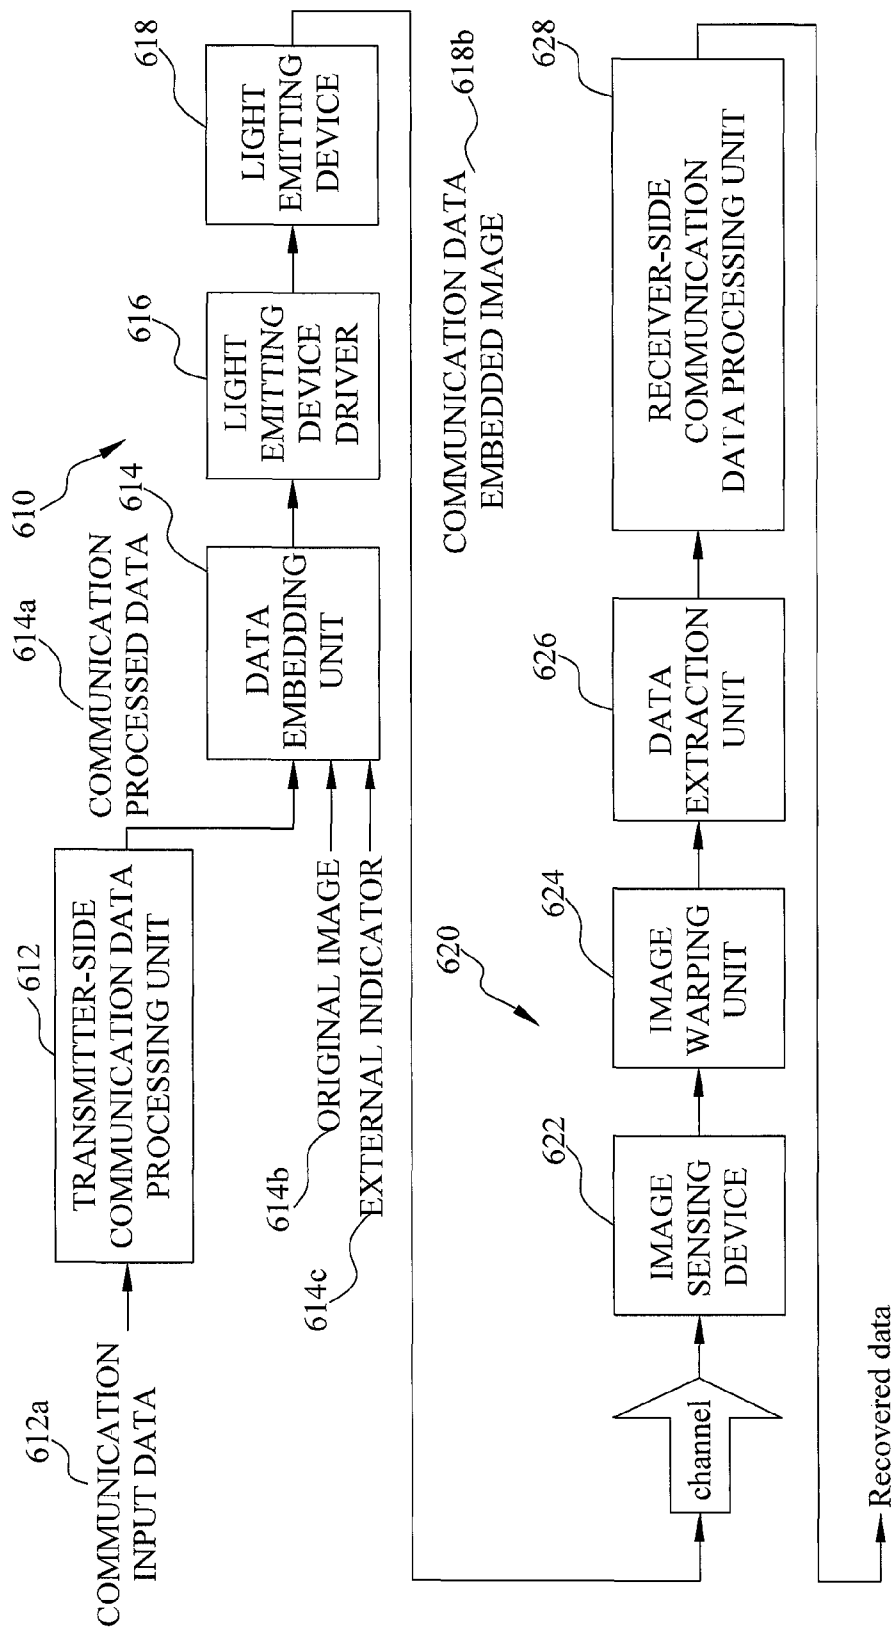 612a
COMMUNICATION
INPUT DATA
612
TRANSMITTER-SIDE
COMMUNICATION DATA
PROCESSING UNIT
614a
COMMUNICATION
PROCESSED DATA
610
614b
ORIGINAL IMAGE
614c
EXTERNAL INDICATOR
614
DATA
EMBEDDING
UNIT
616
LIGHT
EMITTING
DEVICE
DRIVER
618
LIGHT
EMITTING
DEVICE
618b
COMMUNICATION DATA
EMBEDDED IMAGE
620
channel
622
IMAGE
SENSING
DEVICE
624
IMAGE
WARPING
UNIT
626
DATA
EXTRACTION
UNIT
628
RECEIVER-SIDE
COMMUNICATION
DATA PROCESSING UNIT
Recovered data